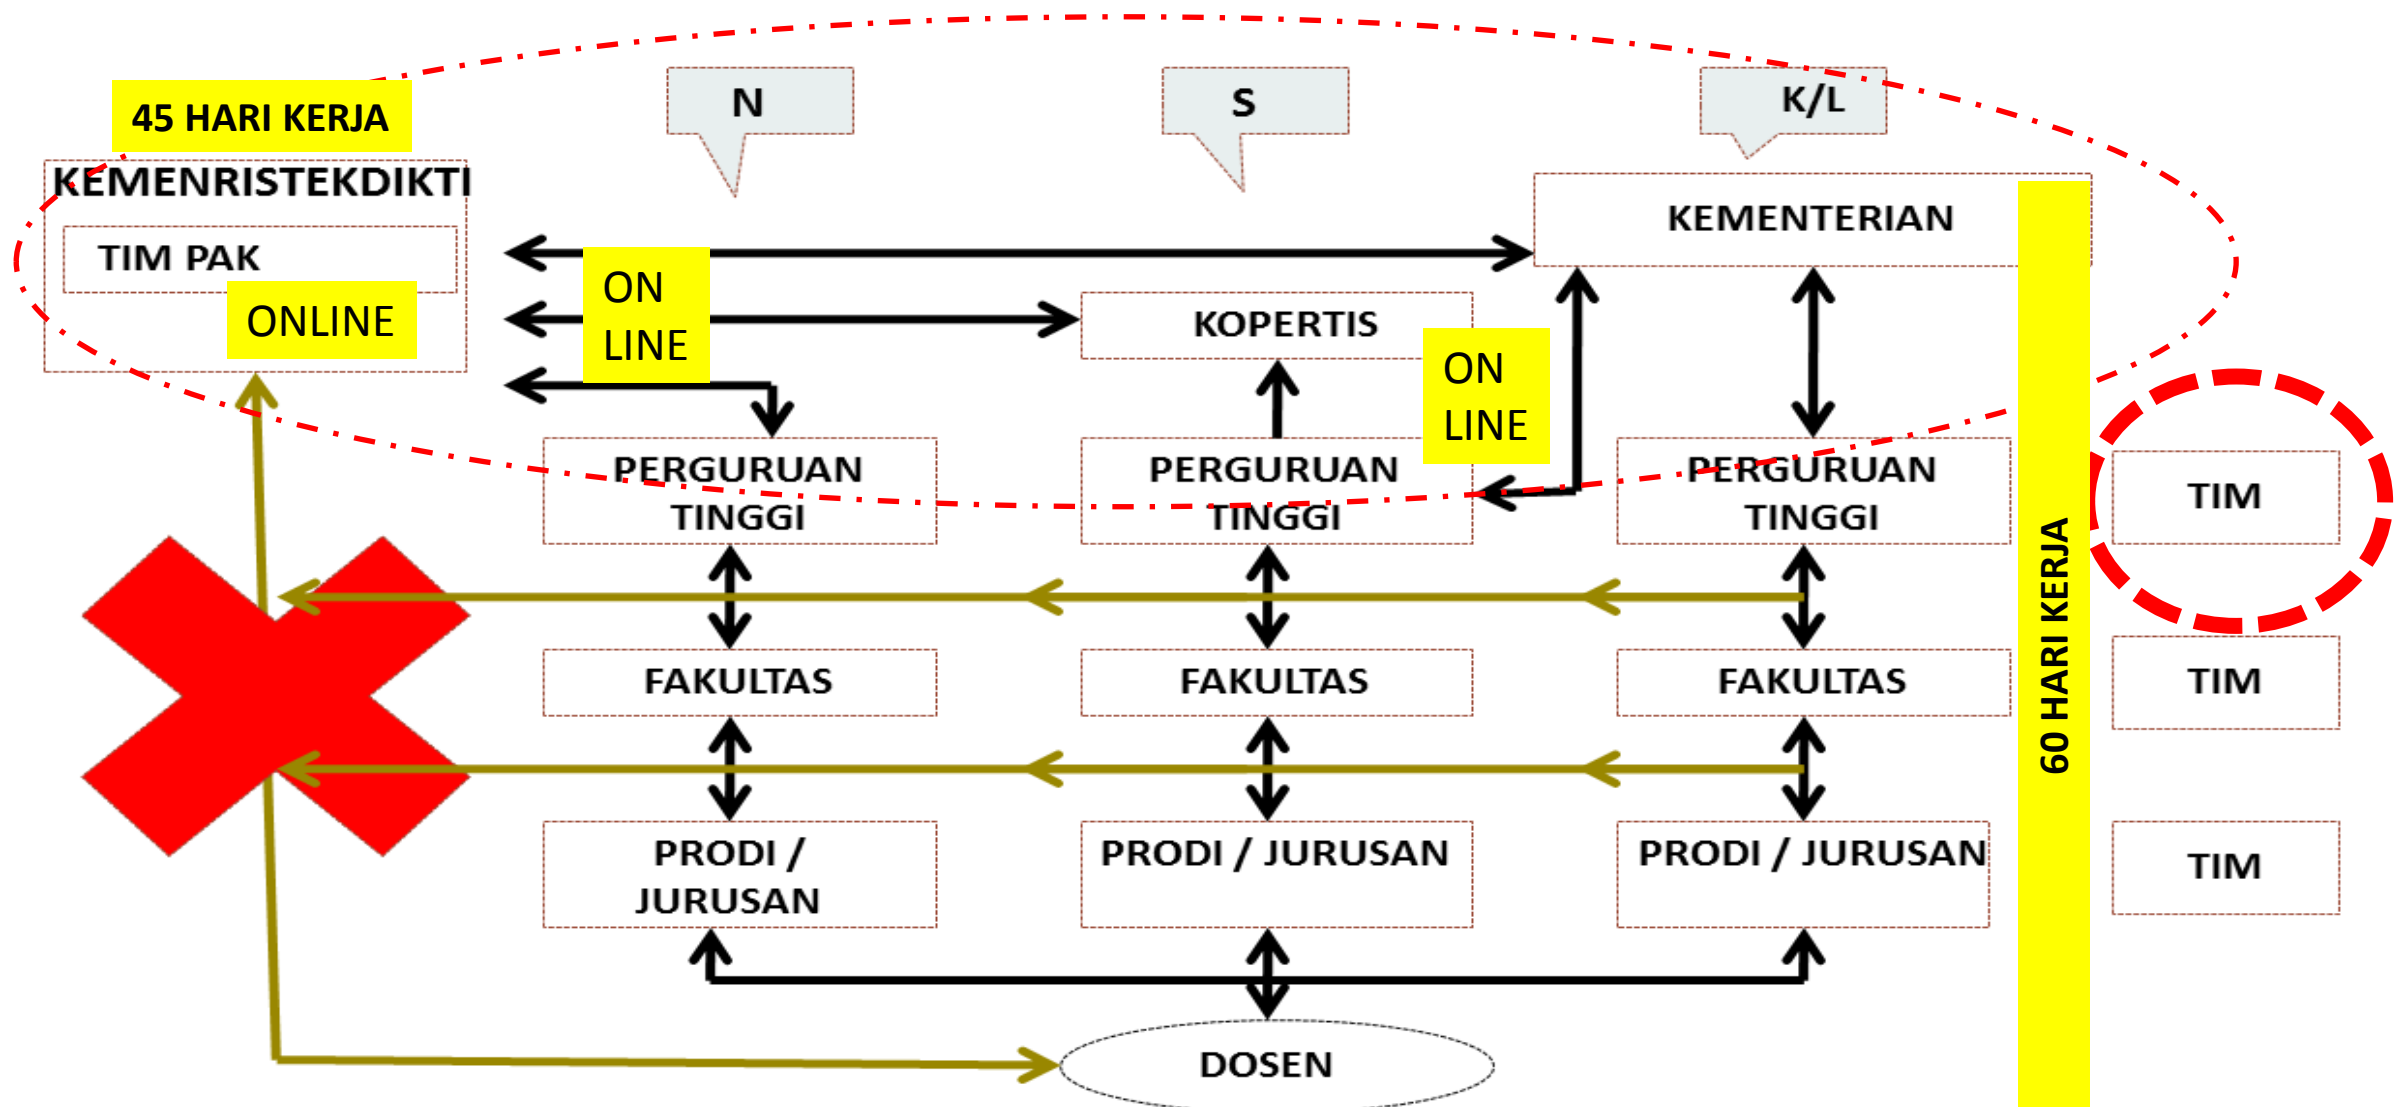 N
S
K/L
45 HARI KERJA
KEMENRISTEKDIKTI
TIM PAK
ONLINE
ON
LINE
KEMENTERIAN
KOPERTIS
ON
LINE
PERGURUAN
TINGGI
PERGURUAN
TINGGI
PERGURUAN
TINGGI
TIM
60 HARI KERJA
FAKULTAS
FAKULTAS
FAKULTAS
TIM
PRODI /
JURUSAN
PRODI / JURUSAN
PRODI / JURUSAN
TIM
DOSEN